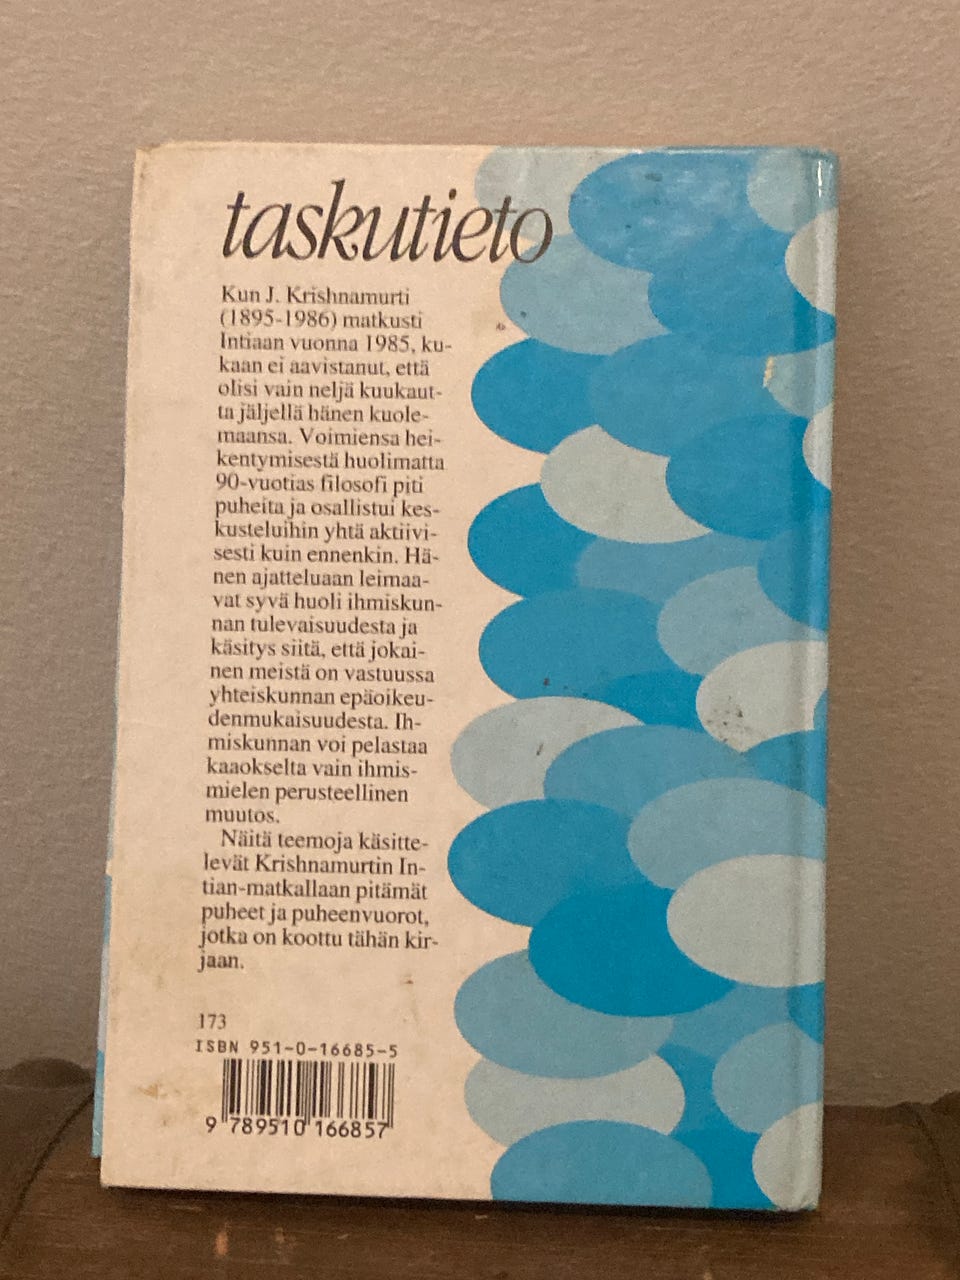 taskutieto
Kun J. Krishnamurti
(1895-1986) matkusti
Intiaan vuonna 1985, ku-
kaan ei aavistanut, että
olisi vain neljä kuukaut-
ta jäljellä hänen kuole-
maansa. Voimiensa hei-
kentymisestä huolimatta
90-vuotias filosofi piti
puheita ja osallistui kes-
kusteluihin yhtä aktiivi-
sesti kuin ennenkin. Hä-
nen ajatteluaan leimaa-
vat syvä huoli ihmiskun-
nan tulevaisuudesta ja
käsitys siitä, että jokai-
nen meistä on vastuussa
yhteiskunnan epäoikeu-
denmukaisuudesta. Ih-
miskunnan voi pelastaa
kaaokselta vain ihmis-
mielen perusteellinen
muutos.
Näitä teemoja käsitte-
levät Krishnamurtin In-
tian-matkallaan pitämät
puheet ja puheenvuorot,
jotka on koottu tähän kir-
jaan.
173
ISBN 951-0-16685-5
9 789510 166857